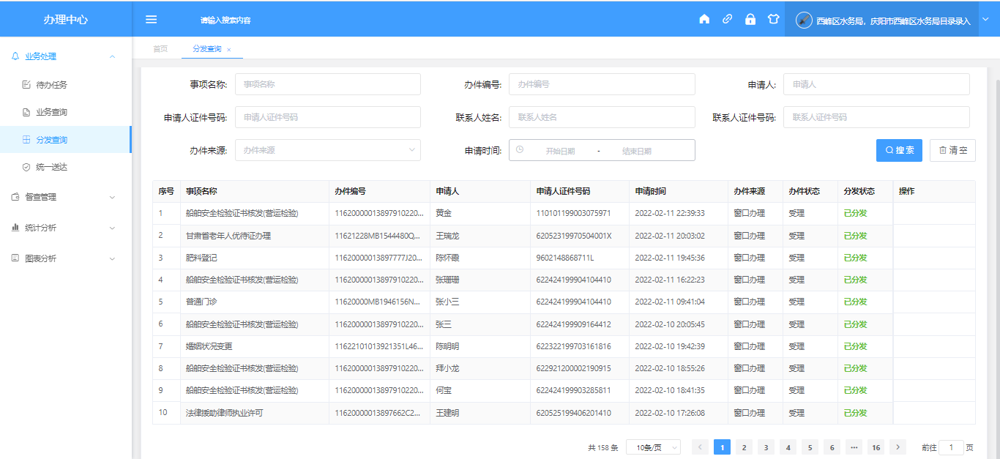 办理中心
请输入搜索内容
西峰区水务局，庆阳市西峰区水务局目录录入
业务处理
待办任务
业务查询
分发查询
统一送达
督查管理
统计分析
图表分析
首页
分发查询 ×
事项名称: 事项名称
办件编号: 办件编号
申请人: 申请人
申请人证件号码: 申请人证件号码
联系人姓名: 联系人姓名
联系人证件号码: 联系人证件号码
办件来源: 办件来源
申请时间: 开始日期 - 结束日期
搜索
清空
序号 事项名称 办件编号 申请人 申请人证件号码 申请时间 办件来源 办件状态 分发状态 操作
1 船舶安全检验证书核发(营运检验) 11620000013897910220... 黄金 110101199003075971 2022-02-11 22:39:33 窗口办理 受理 已分发
2 甘肃省老年人优待证办理 11621228MB1544480Q... 王瑞龙 62052319970504001X 2022-02-11 20:03:02 窗口办理 受理 已分发
3 肥料登记 11620000013897777J20... 陈怀霞 9602148868711L 2022-02-11 19:45:36 窗口办理 受理 已分发
4 船舶安全检验证书核发(营运检验) 11620000013897910220... 张珊珊 622424199904104410 2022-02-11 16:22:23 窗口办理 受理 已分发
5 普通门诊 11620000MB1946156N... 张小三 622424199904104410 2022-02-11 09:41:04 窗口办理 受理 已分发
6 船舶安全检验证书核发(营运检验) 11620000013897910220... 张三 622424199909164412 2022-02-10 20:05:45 窗口办理 受理 已分发
7 婚姻状况变更 11622101013921351L46... 陈明明 622322199703161816 2022-02-10 19:42:39 窗口办理 受理 已分发
8 船舶安全检验证书核发(营运检验) 11620000013897910220... 拜小龙 622921200002190915 2022-02-10 18:55:26 窗口办理 受理 已分发
9 船舶安全检验证书核发(营运检验) 11620000013897910220... 何宝 622424199903285811 2022-02-10 18:41:35 窗口办理 受理 已分发
10 法律援助律师执业许可 11620000013897662C2... 王建明 620525199406201410 2022-02-10 17:26:08 窗口办理 受理 已分发
共 158 条 10条/页 < 1 2 3 4 5 6 ··· 16 > 前往 1 页